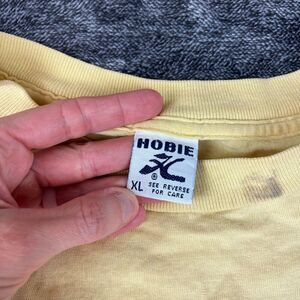 HOBIE
®
XL SEE REVERSE
FOR CARE